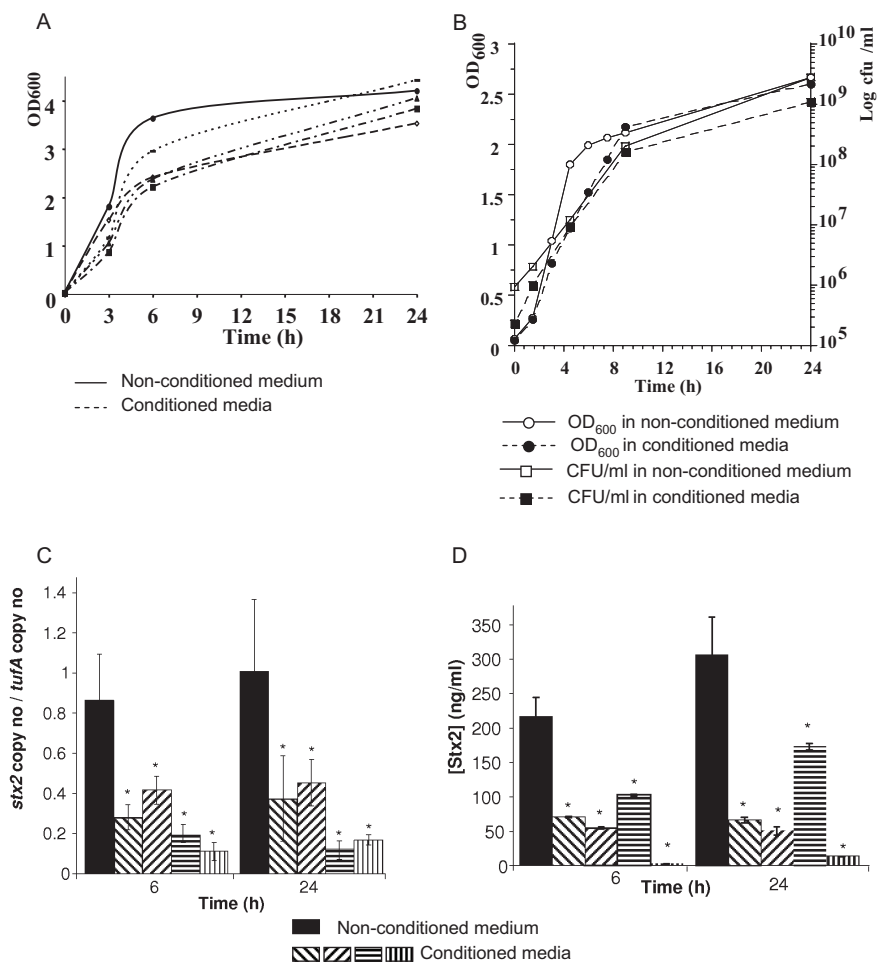 A
OD600
4
3
2
1
0
0 3 6 9 12 15 18 21 24
Time (h)
Non-conditioned medium
Conditioned media
B
OD600
3
2.5
2
1.5
1
0.5
0
Log cfu /ml
10^10
10^9
10^8
10^7
10^6
10^5
0 4 8 12 16 20 24
Time (h)
OD600 in non-conditioned medium
OD600 in conditioned media
CFU/ml in non-conditioned medium
CFU/ml in conditioned media
C
stx2 copy no / tufA copy no
1.4
1.2
1
0.8
0.6
0.4
0.2
0
* * * *
* * * *
6 24
Time (h)
D
[Stx2] (ng/ml)
350
300
250
200
150
100
50
0
* * * *
* * * *
6 24
Time (h)
Non-conditioned medium
Conditioned media